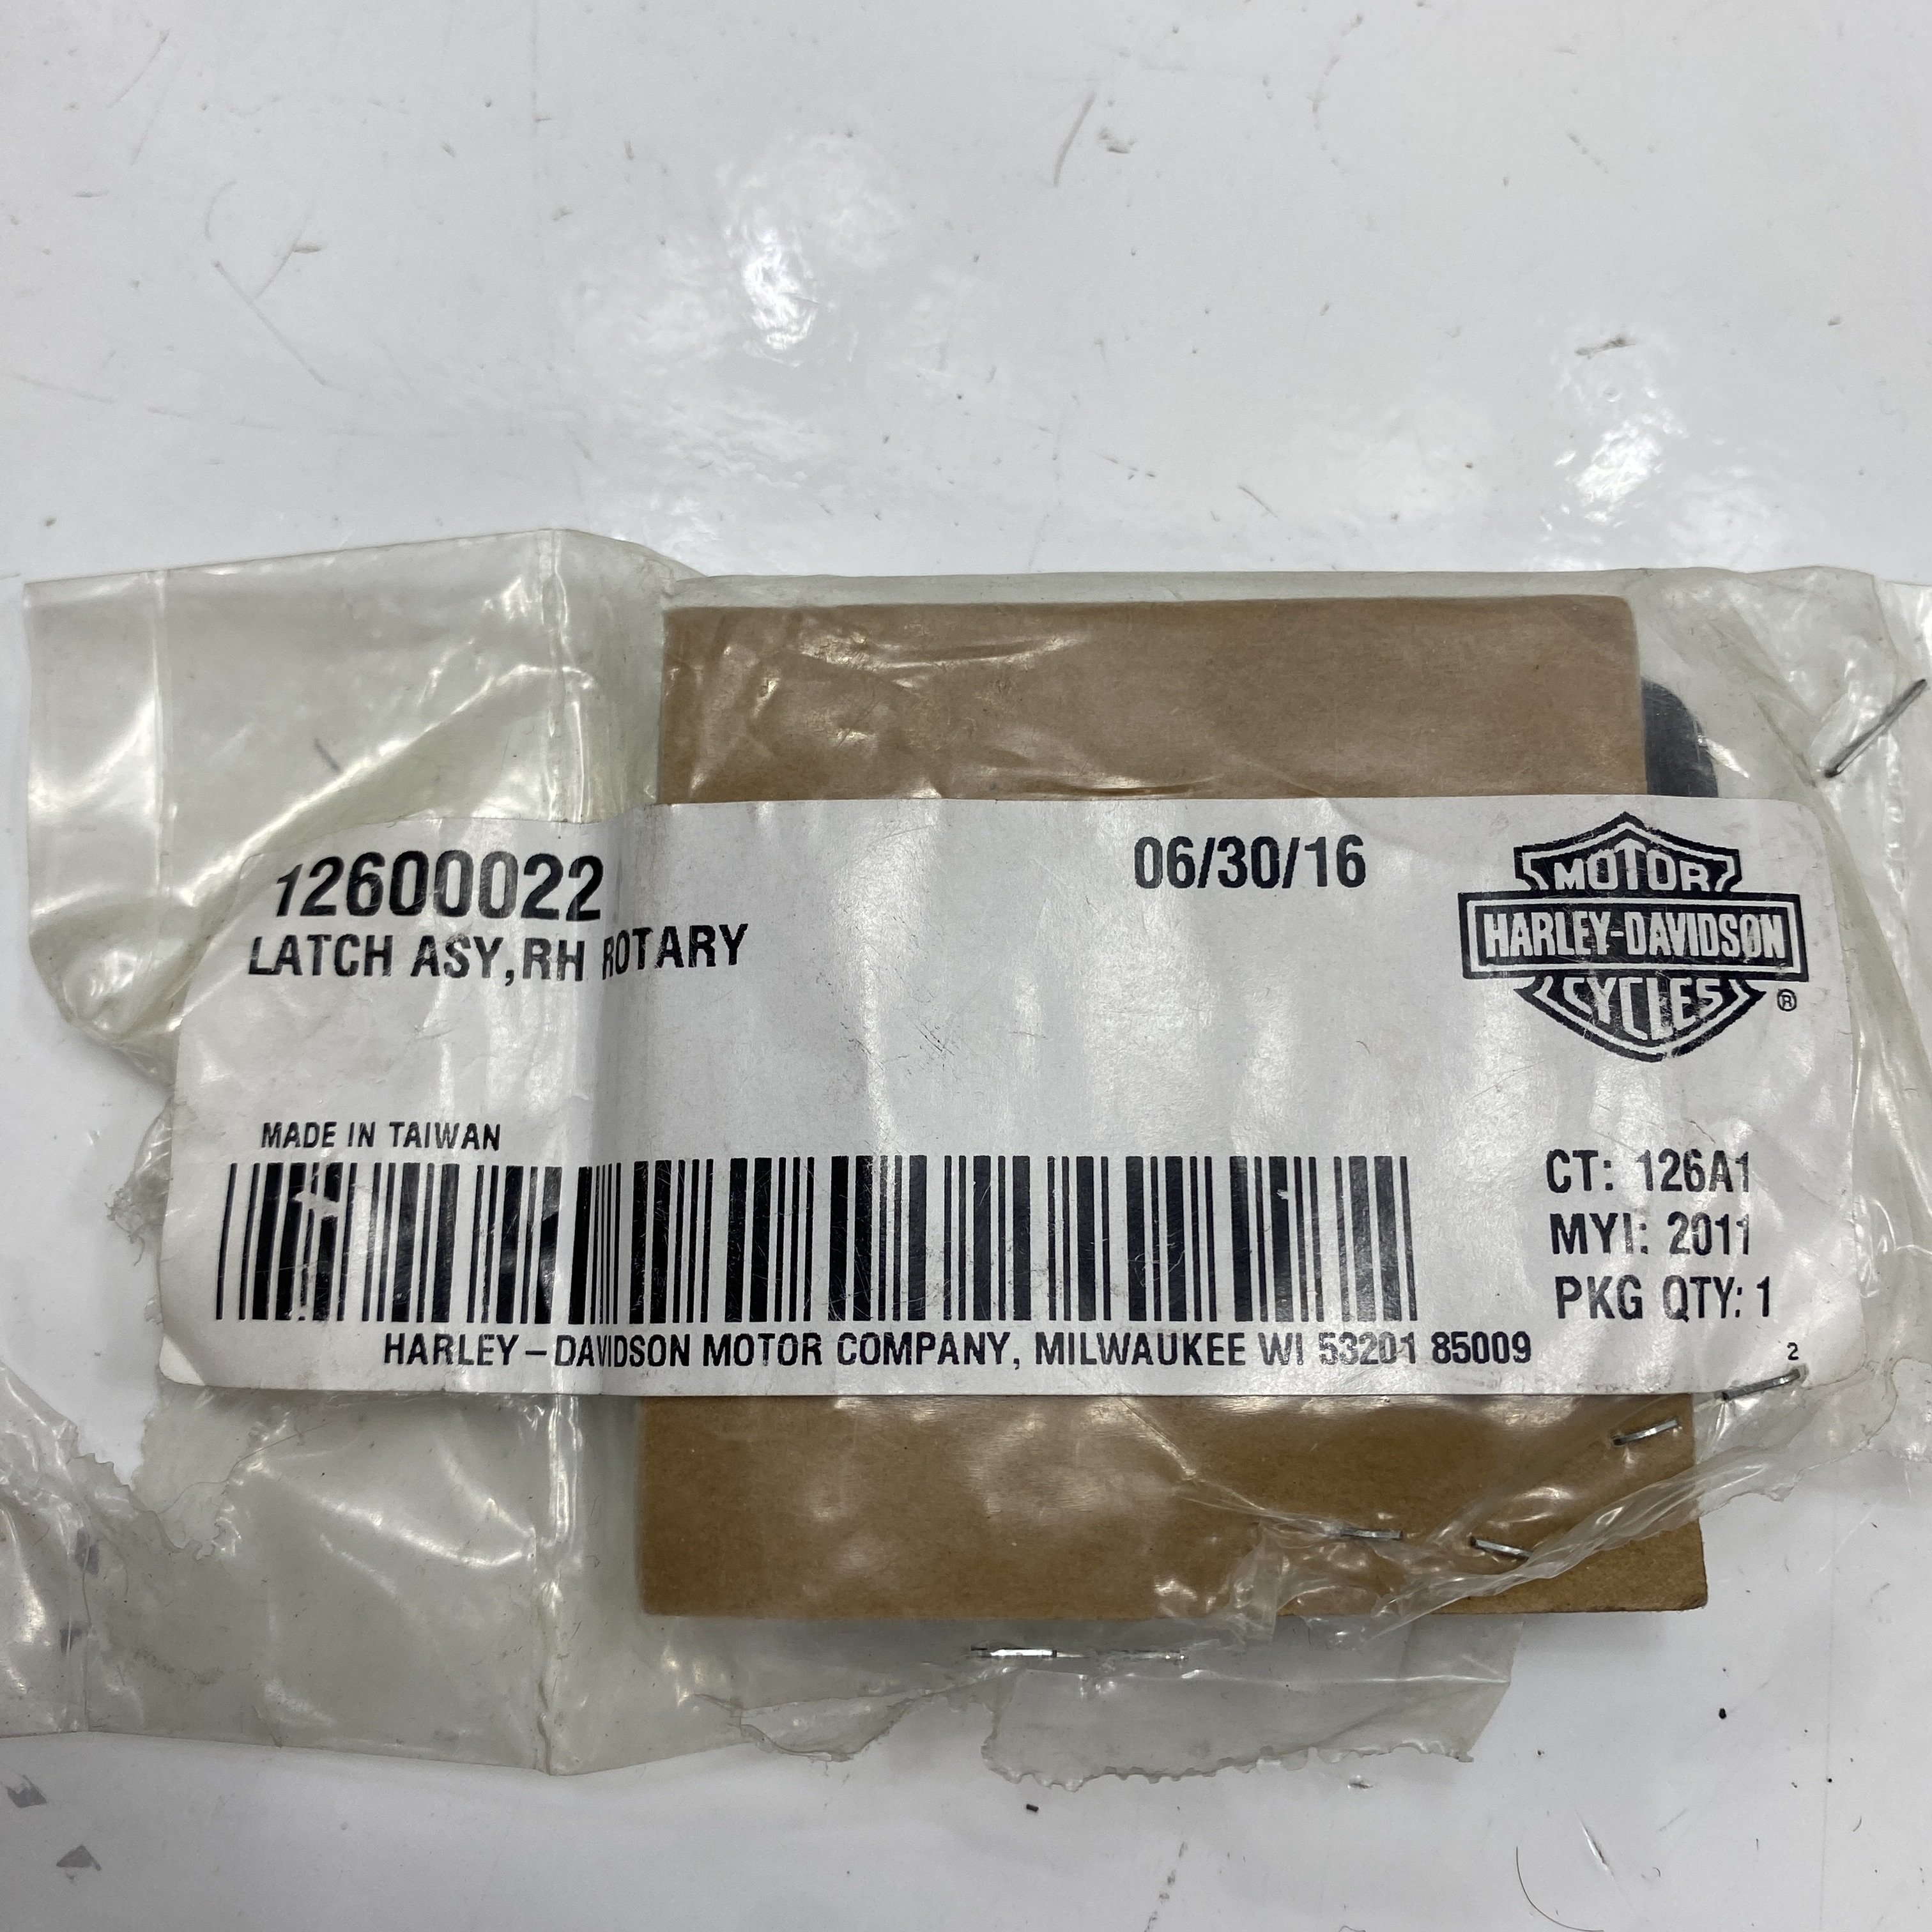 12600022
06/30/16
LATCH ASY,RH ROTARY
MOTOR
HARLEY-DAVIDSON
CYCLES
®
MADE IN TAIWAN
CT: 126A1
MYI: 2011
PKG QTY: 1
HARLEY-DAVIDSON MOTOR COMPANY, MILWAUKEE WI 53201 85009
2